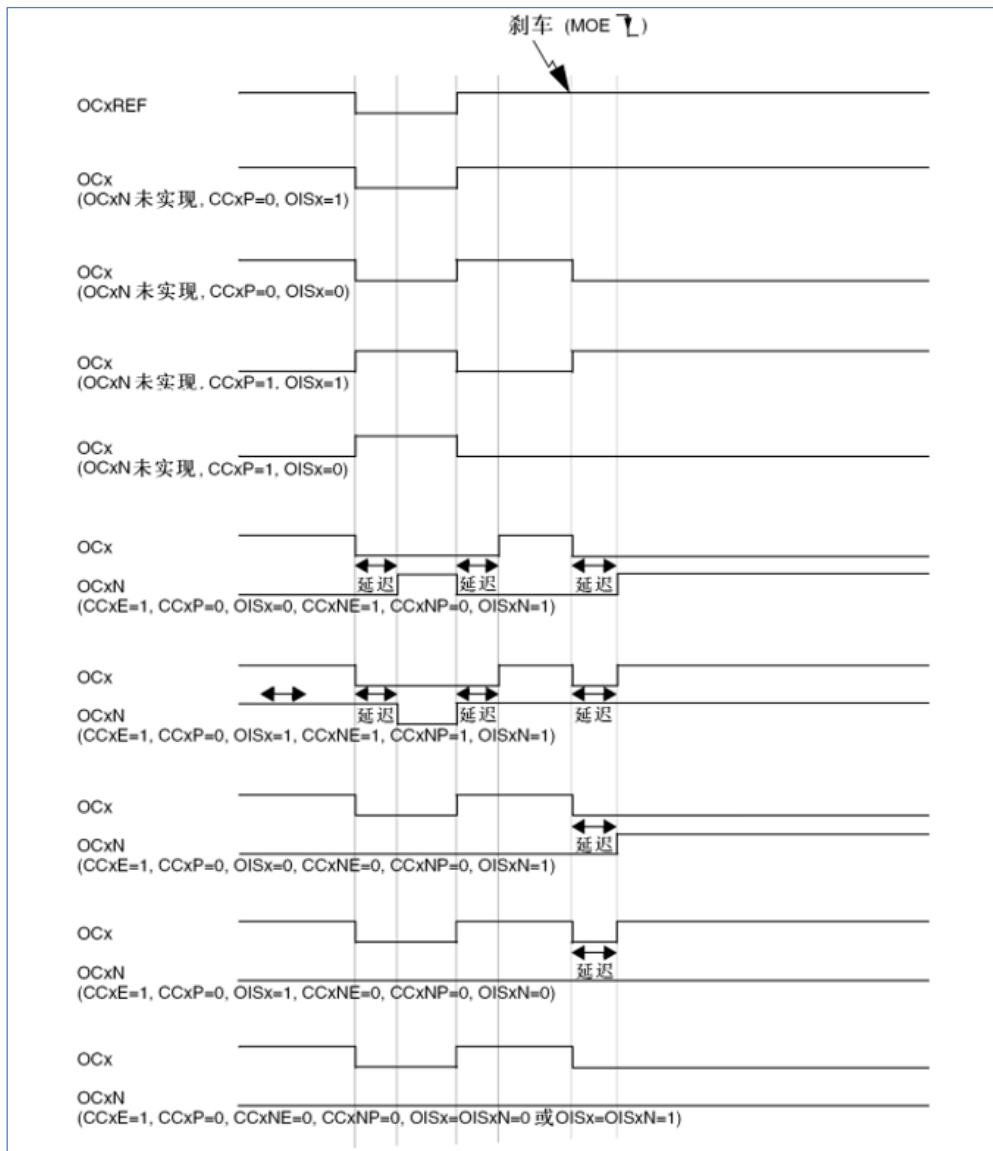 刹车 (MOE )
OCxREF
OCx
(OCxN 未实现, CCxP=0, OISx=1)
OCx
(OCxN 未实现, CCxP=0, OISx=0)
OCx
(OCxN 未实现, CCxP=1, OISx=1)
OCx
(OCxN 未实现, CCxP=1, OISx=0)
OCx
延迟 延迟 延迟
OCxN
(CCxE=1, CCxP=0, OISx=0, CCxNE=1, CCxNP=0, OISxN=1)
OCx
延迟 延迟 延迟
OCxN
(CCxE=1, CCxP=0, OISx=1, CCxNE=1, CCxNP=1, OISxN=1)
OCx
延迟
OCxN
(CCxE=1, CCxP=0, OISx=0, CCxNE=0, CCxNP=0, OISxN=1)
OCx
延迟
OCxN
(CCxE=1, CCxP=0, OISx=1, CCxNE=0, CCxNP=0, OISxN=0)
OCx
OCxN
(CCxE=1, CCxP=0, CCxNE=0, CCxNP=0, OISx=OISxN=0 或OISx=OISxN=1)